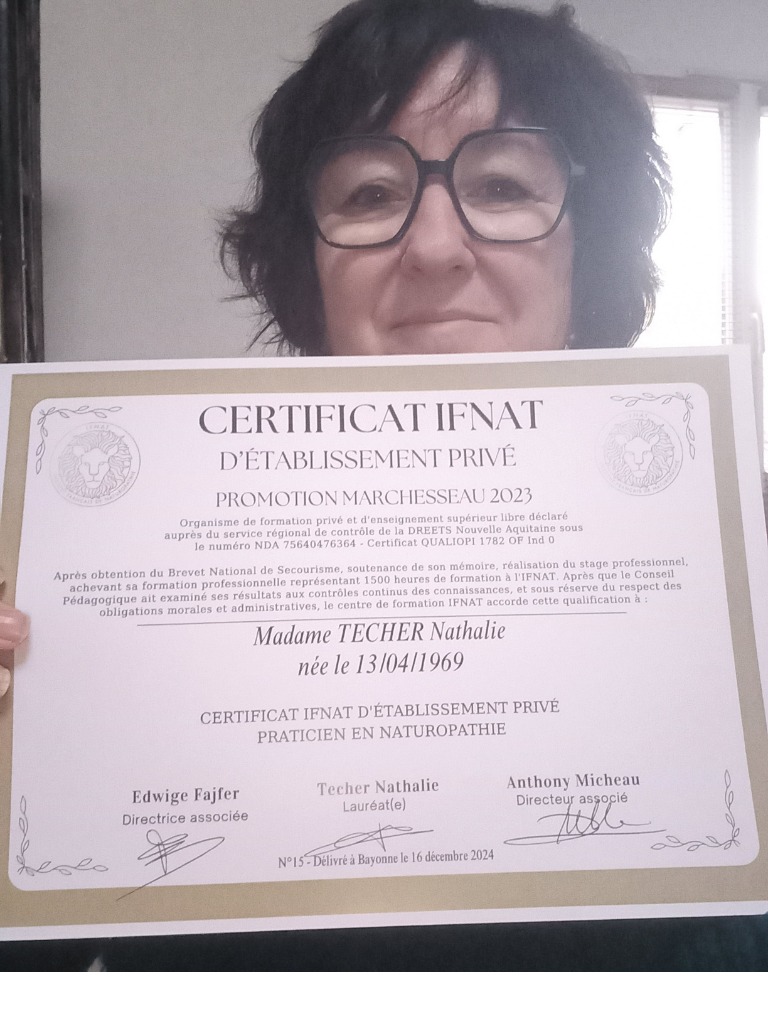 CERTIFICAT IFNAT
D'ÉTABLISSEMENT PRIVÉ
PROMOTION MARCHESSEAU 2023
Organisme de formation privé et d'enseignement supérieur libre déclaré
auprès du service régional de contrôle de la DREETS Nouvelle Aquitaine sous
le numéro NDA 75640476364 - Certificat QUALIOPI 1782 OF Ind 0
Après obtention du Brevet National de Secourisme, soutenance de son mémoire, réalisation du stage professionnel,
achevant sa formation professionnelle représentant 1500 heures de formation à l'IFNAT. Après que le Conseil
Pédagogique ait examiné ses résultats aux contrôles continus des connaissances, et sous réserve du respect des
obligations morales et administratives, le centre de formation IFNAT accorde cette qualification à :
Madame TECHER Nathalie
née le 13/04/1969
CERTIFICAT IFNAT D'ÉTABLISSEMENT PRIVÉ
PRATICIEN EN NATUROPATHIE
Edwige Fajfer
Directrice associée
Techer Nathalie
Lauréat(e)
Anthony Micheau
Directeur associé
N°15 - Délivré à Bayonne le 16 décembre 2024